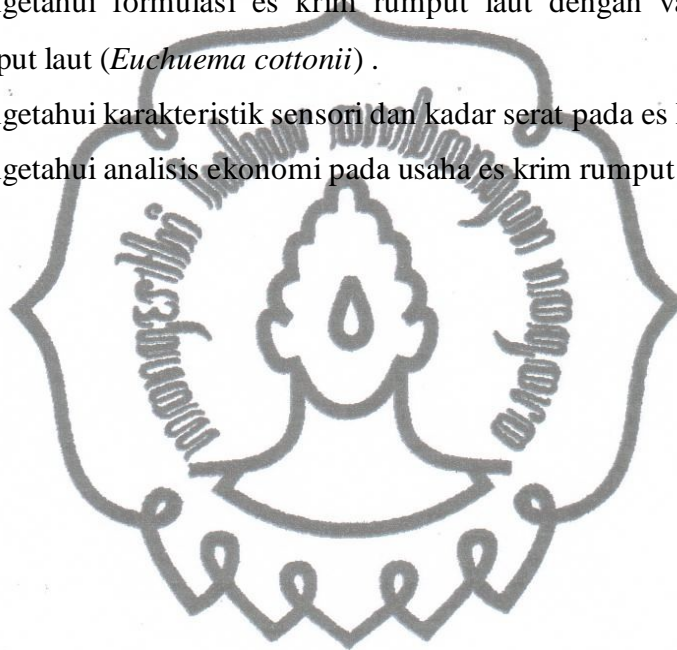 ngetahui formulasi es krim rumput laut dengan va
put laut (Euchuema cottonii) .
ngetahui karakteristik sensori dan kadar serat pada es k
ngetahui analisis ekonomi pada usaha es krim rumput